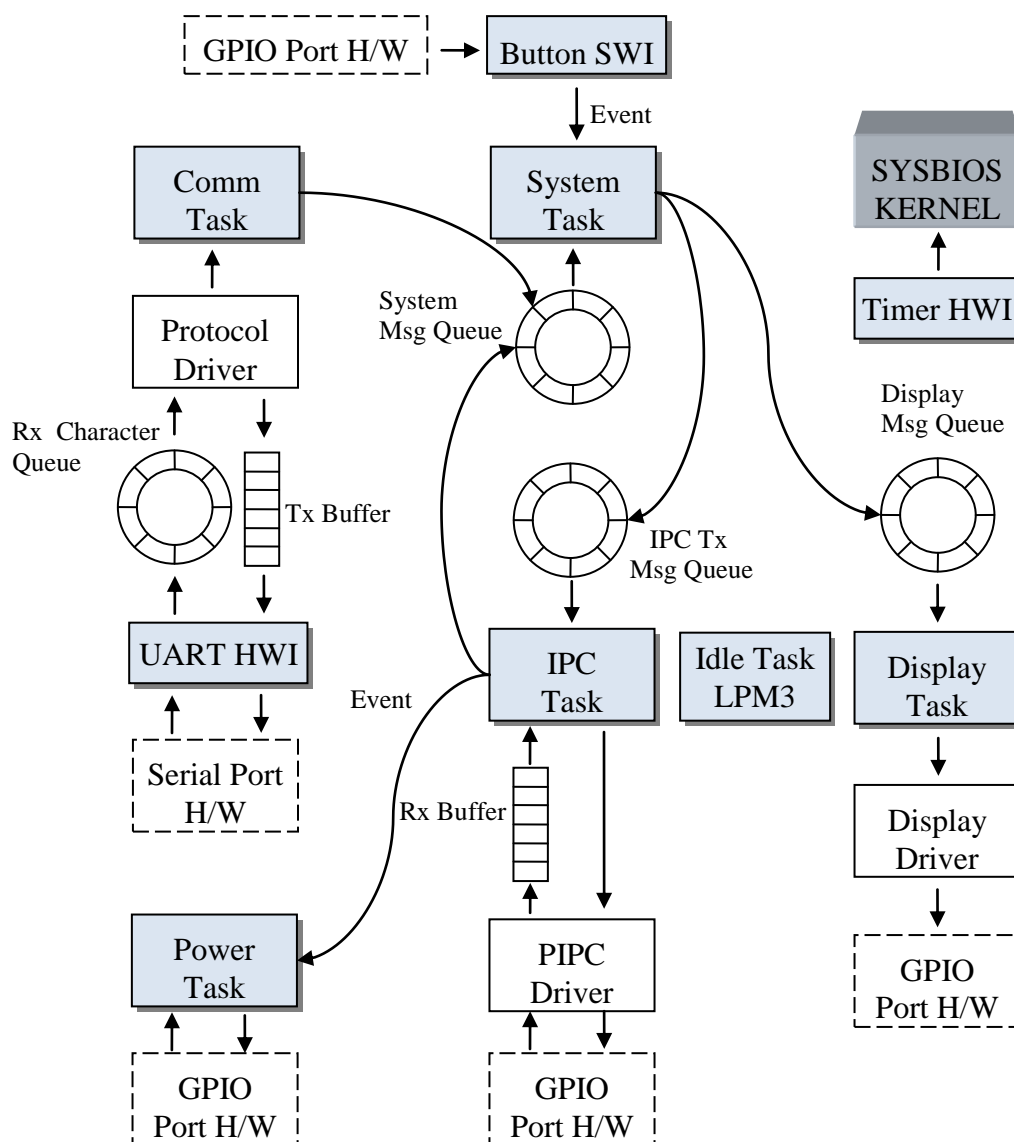 GPIO Port H/W
Button SWI
Event
Comm
Task
System
Task
SYSBIOS
KERNEL
System
Msg Queue
Timer HWI
Protocol
Driver
Rx Character
Queue
Tx Buffer
Display
Msg Queue
IPC Tx
Msg Queue
UART HWI
IPC
Task
Idle Task
LPM3
Display
Task
Event
Serial Port
H/W
Rx Buffer
Display
Driver
Power
Task
PIPC
Driver
GPIO
Port H/W
GPIO
Port H/W
GPIO
Port H/W